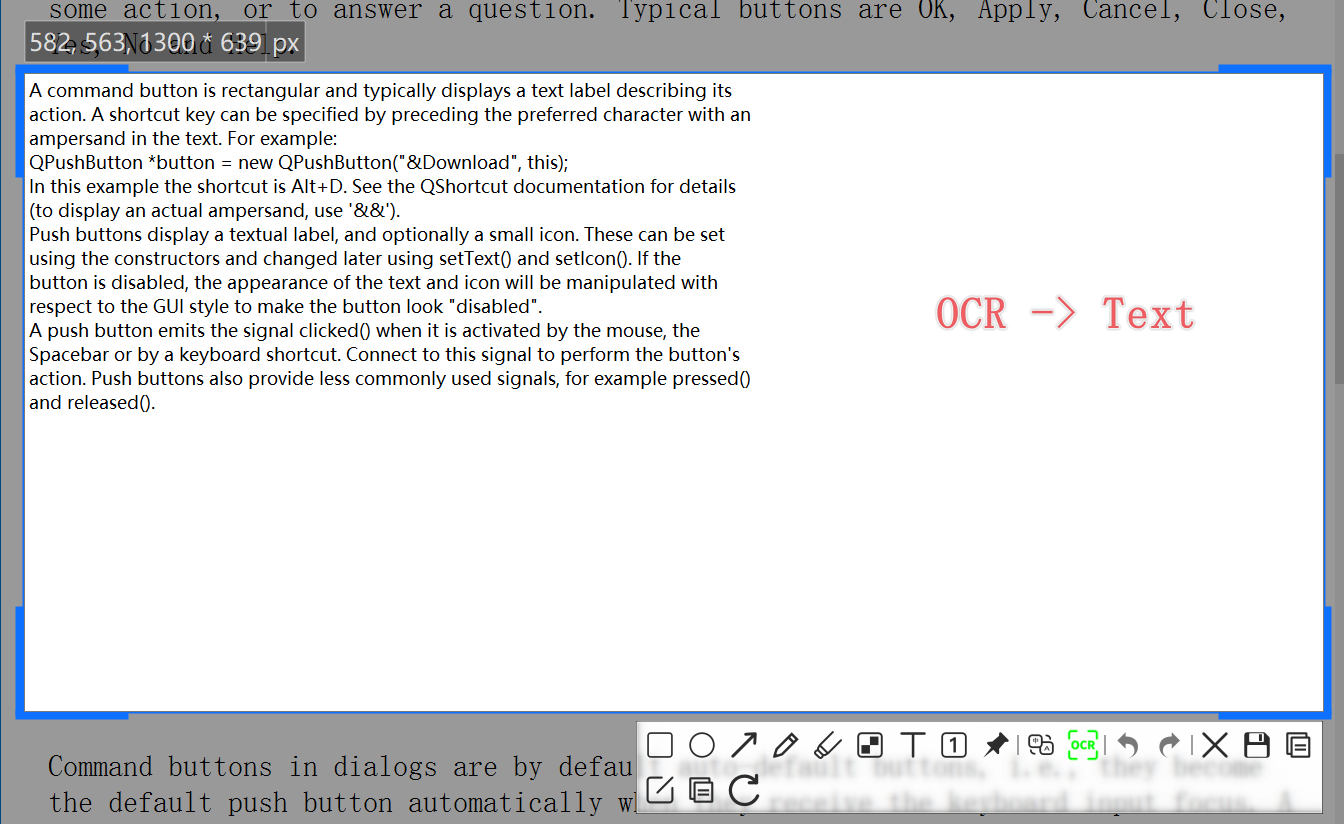 some action, or to answer a question. Typical buttons are OK, Apply, Cancel, Close,
Yes, No and Help.
582, 563, 1300 * 639 px
A command button is rectangular and typically displays a text label describing its
action. A shortcut key can be specified by preceding the preferred character with an
ampersand in the text. For example:
QPushButton *button = new QPushButton("&Download", this);
In this example the shortcut is Alt+D. See the QShortcut documentation for details
(to display an actual ampersand, use '&&').
Push buttons display a textual label, and optionally a small icon. These can be set
using the constructors and changed later using setText() and setIcon(). If the
button is disabled, the appearance of the text and icon will be manipulated with
respect to the GUI style to make the button look "disabled".
A push button emits the signal clicked() when it is activated by the mouse, the
Spacebar or by a keyboard shortcut. Connect to this signal to perform the button's
action. Push buttons also provide less commonly used signals, for example pressed()
and released().
OCR -> Text
T 1 OCR
Command buttons in dialogs are by default auto-default buttons, i.e., they become
the default push button automatically when they receive the keyboard input focus. A